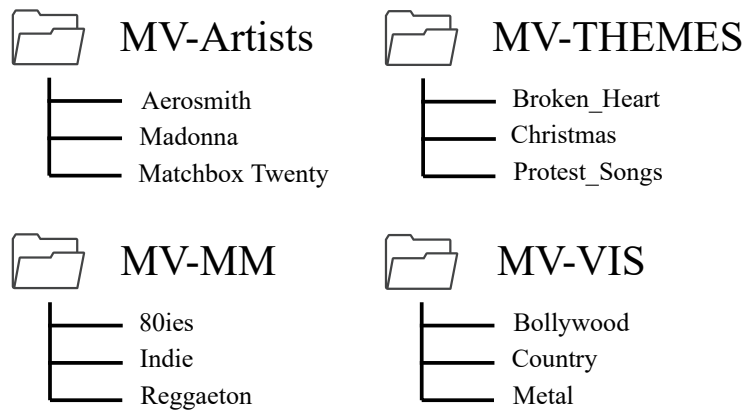 MV-Artists
Aerosmith
Madonna
Matchbox Twenty
MV-THEMES
Broken_Heart
Christmas
Protest_Songs
MV-MM
80ies
Indie
Reggaeton
MV-VIS
Bollywood
Country
Metal